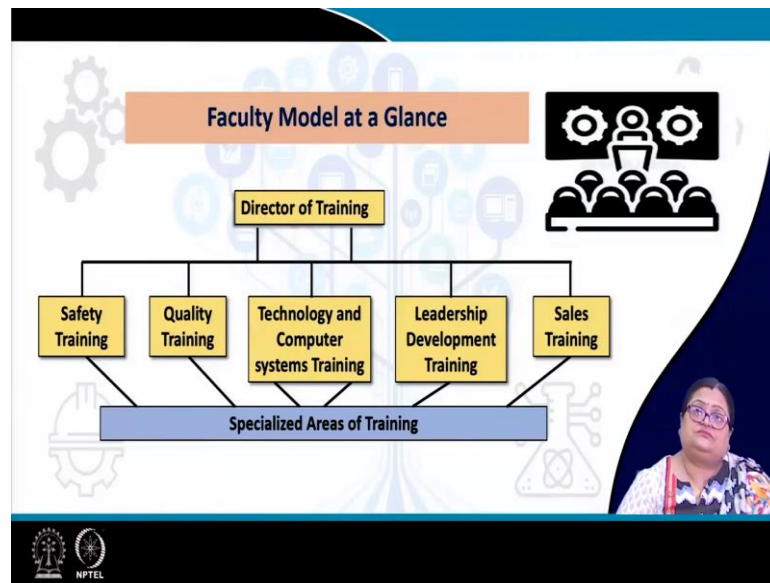 Faculty Model at a Glance
Director of Training
Safety
Training
Quality
Training
Technology and
Computer
systems Training
Leadership
Development
Training
Sales
Training
Specialized Areas of Training
NPTEL